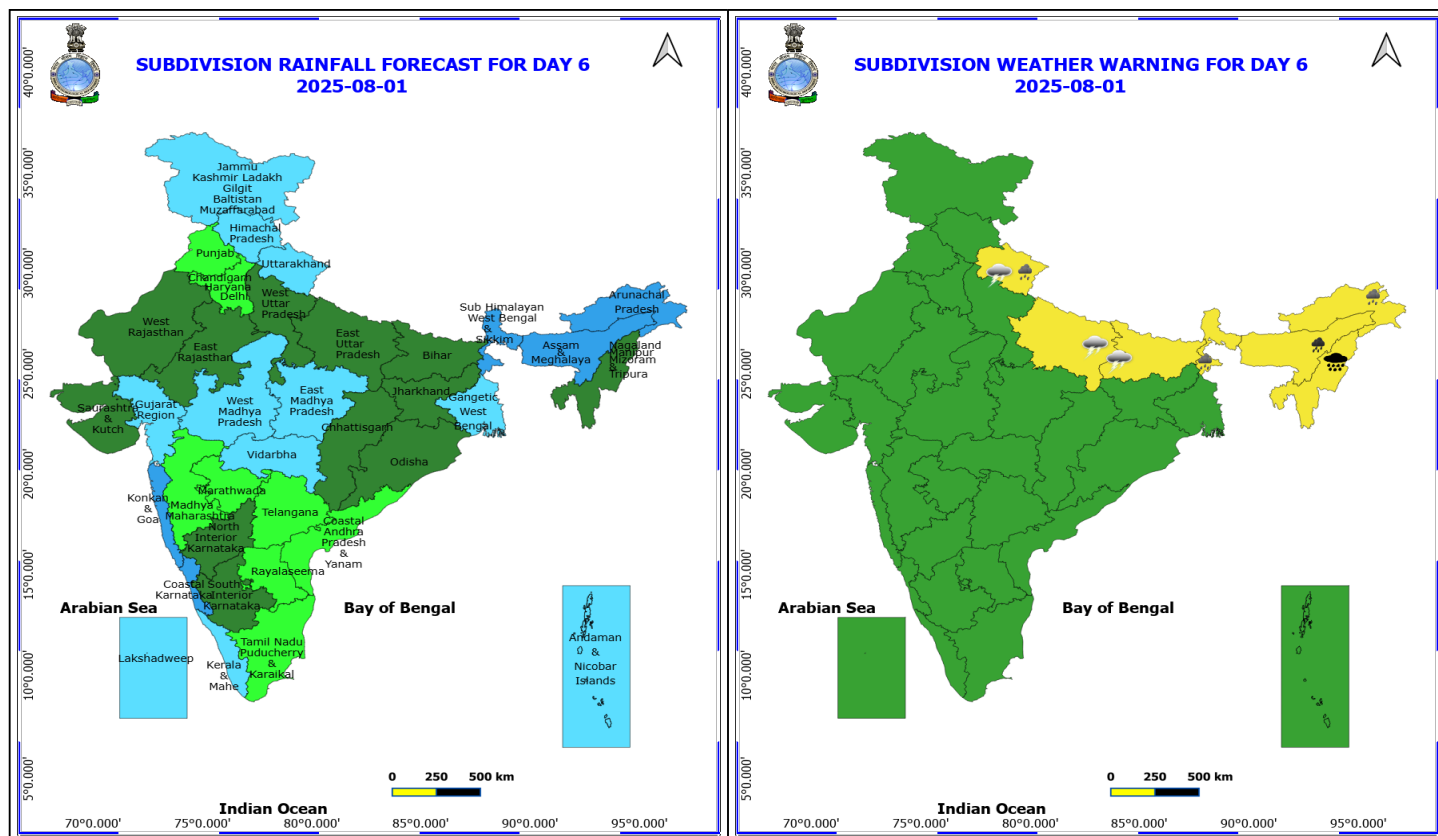 SUBDIVISION RAINFALL FORECAST FOR DAY 6
2025-08-01
40°0.000'
35°0.000'
30°0.000'
25°0.000'
20°0.000'
15°0.000'
10°0.000'
5°0.000'
Jammu
Kashmir Ladakh
Gilgit
Baltistan
Muzaffarabad
Himachal
Pradesh
Uttarakhand
Punjab
Chandigarh
Haryana
Delhi
West
Uttar
Pradesh
West
Rajasthan
East
Rajasthan
East
Uttar
Pradesh
Bihar
Sub Himalayan
West Bengal
&
Sikkim
Arunachal
Pradesh
Assam
&
Meghalaya
Nagaland
Manipur
Mizoram
&
Tripura
Saurashtra
&
Kutch
Gujarat
Region
West
Madhya
Pradesh
East
Madhya
Pradesh
Jharkhand
Gangetic
West
Bengal
Chhattisgarh
Odisha
Vidarbha
Konkan
&
Goa
Madhya
Maharashtra
Marathwada
Telangana
North
Interior
Karnataka
Coastal
Andhra
Pradesh
&
Yanam
Rayalaseema
Coastal
Karnataka
South
Interior
Karnataka
Tamil Nadu
Puducherry
&
Karaikal
Kerala
&
Mahe
Arabian Sea
Bay of Bengal
Lakshadweep
Andaman
&
Nicobar
Islands
0 250 500 km
Indian Ocean
70°0.000' 75°0.000' 80°0.000' 85°0.000' 90°0.000' 95°0.000'
SUBDIVISION WEATHER WARNING FOR DAY 6
2025-08-01
40°0.000'
35°0.000'
30°0.000'
25°0.000'
20°0.000'
15°0.000'
10°0.000'
5°0.000'
Arabian Sea
Bay of Bengal
0 250 500 km
Indian Ocean
70°0.000' 75°0.000' 80°0.000' 85°0.000' 90°0.000' 95°0.000'